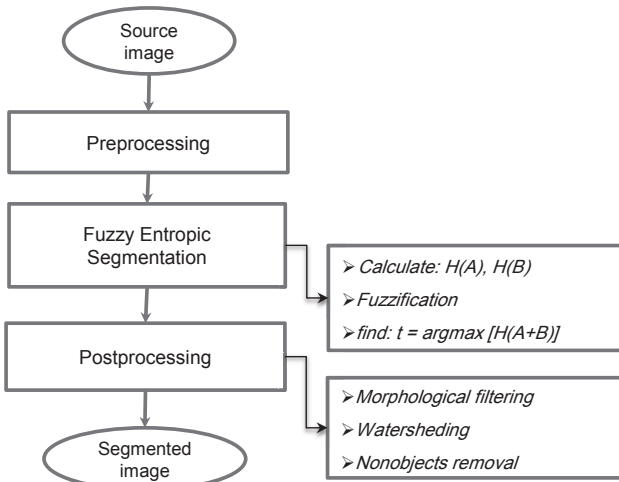 Source
image
Preprocessing
Fuzzy Entropic
Segmentation
➢ Calculate: H(A), H(B)
➢ Fuzzification
➢ find: t = argmax [H(A+B)]
Postprocessing
➢ Morphological filtering
➢ Watersheding
➢ Nonobjects removal
Segmented
image